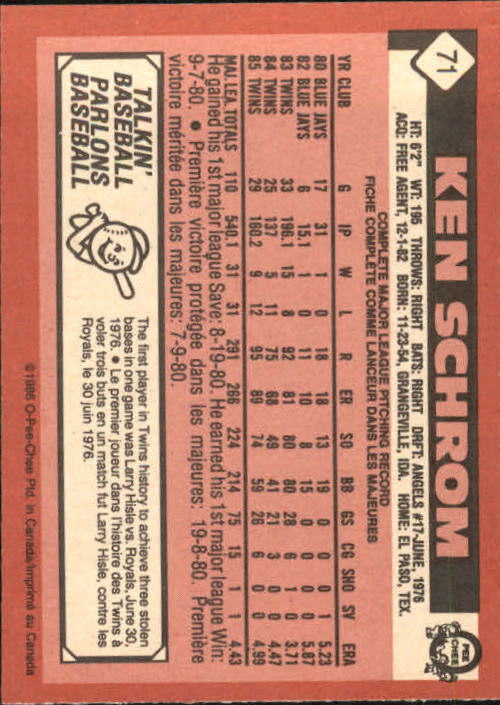 71
KEN SCHROM
O
PEE
CHEE
HT: 6'2" WT: 195 THROWS: RIGHT BATS: RIGHT DRFT: ANGELS #17-JUNE, 1976
ACQ: FREE AGENT, 12-1-82 BORN: 11-23-54, GRANGEVILLE, IDA. HOME: EL PASO, TEX.
COMPLETE MAJOR LEAGUE PITCHING RECORD
FICHE COMPLÈTE COMME LANCEUR DANS LES MAJEURES
YR CLUB G IP W L R ER SO BB GS CG SHO SV ERA
80 BLUE JAYS 17 31 1 0 18 18 13 19 0 0 0 1 5.23
82 BLUE JAYS 6 15.1 1 0 11 10 8 15 0 0 0 0 5.87
83 TWINS 33 196.1 15 8 92 81 80 80 28 6 1 0 3.71
84 TWINS 25 137 5 11 75 68 49 41 21 3 0 0 4.47
85 TWINS 29 160.2 9 12 95 89 74 59 26 6 0 0 4.99
MAJ. LEA. TOTALS 110 540.1 31 31 291 266 224 214 75 15 1 1 4.43
He gained his 1st major league Save: 8-19-80. He earned his 1st major league Win:
9-7-80. ● Première victoire protégée dans les majeures: 19-8-80. Première
victoire méritée dans les majeures: 7-9-80.
TALKIN'
BASEBALL
PARLONS
BASEBALL
The first player in Twins history to achieve three stolen
bases in one game was Larry Hisle vs. Royals, June 30,
1976. ● Le premier joueur dans l'histoire des Twins à
voler trois buts en un match fut Larry Hisle, contre les
Royals, le 30 juin 1976.
©1986 O-Pee-Chee Ptd. in Canada/Imprimé au Canada